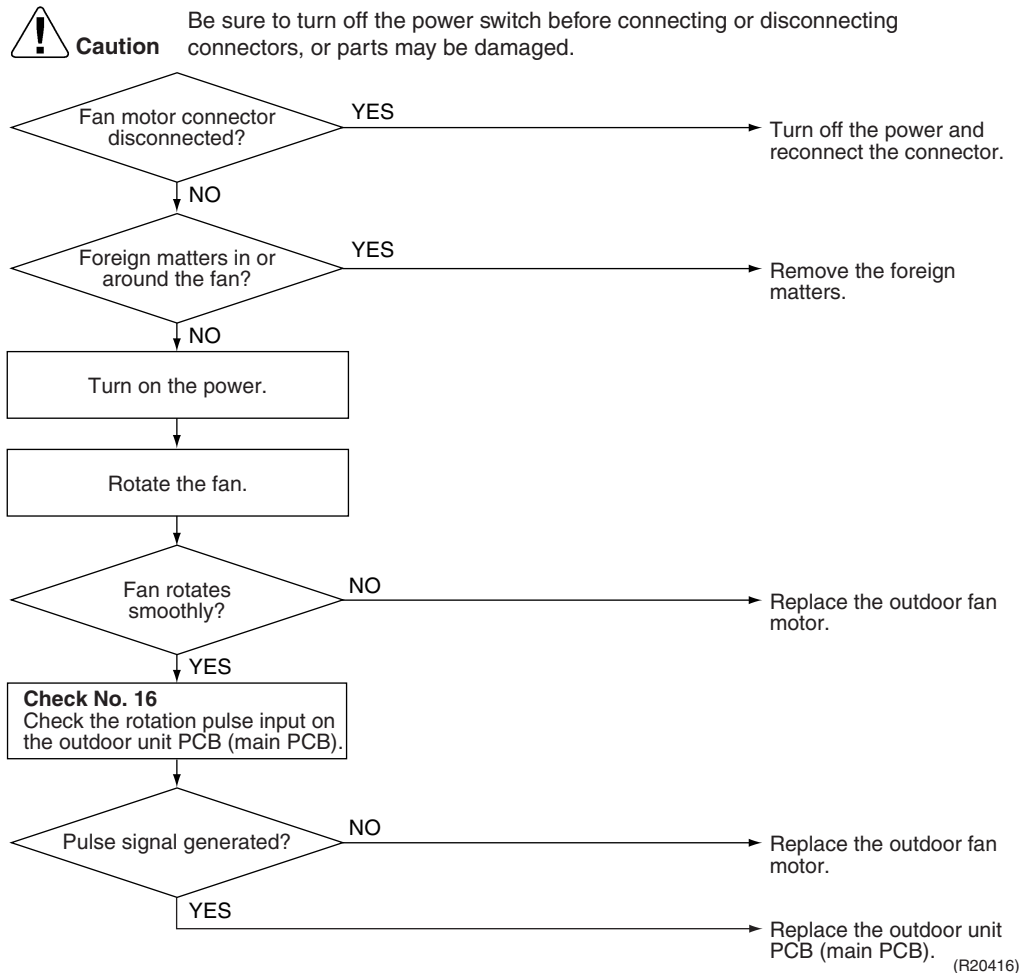 Be sure to turn off the power switch before connecting or disconnecting
Caution connectors, or parts may be damaged.
Fan motor connector
disconnected?
YES
Turn off the power and
reconnect the connector.
NO
Foreign matters in or
around the fan?
YES
Remove the foreign
matters.
NO
Turn on the power.
Rotate the fan.
Fan rotates
smoothly?
NO
Replace the outdoor fan
motor.
YES
Check No. 16
Check the rotation pulse input on
the outdoor unit PCB (main PCB).
Pulse signal generated?
NO
Replace the outdoor fan
motor.
YES
Replace the outdoor unit
PCB (main PCB).
(R20416)